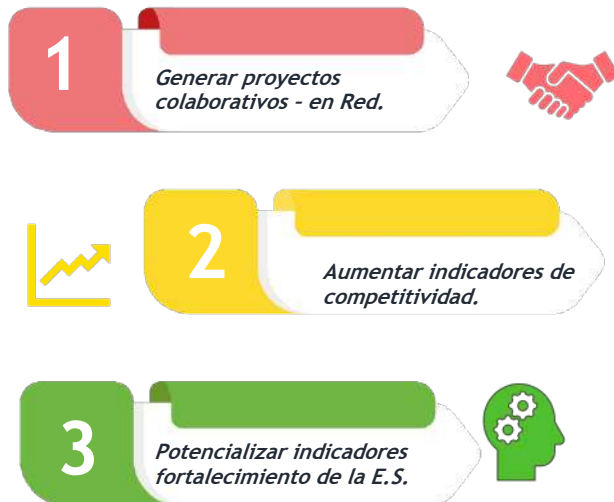 1
Generar proyectos
colaborativos - en Red.
2
Aumentar indicadores de
competitividad.
3
Potencializar indicadores
fortalecimiento de la E.S.